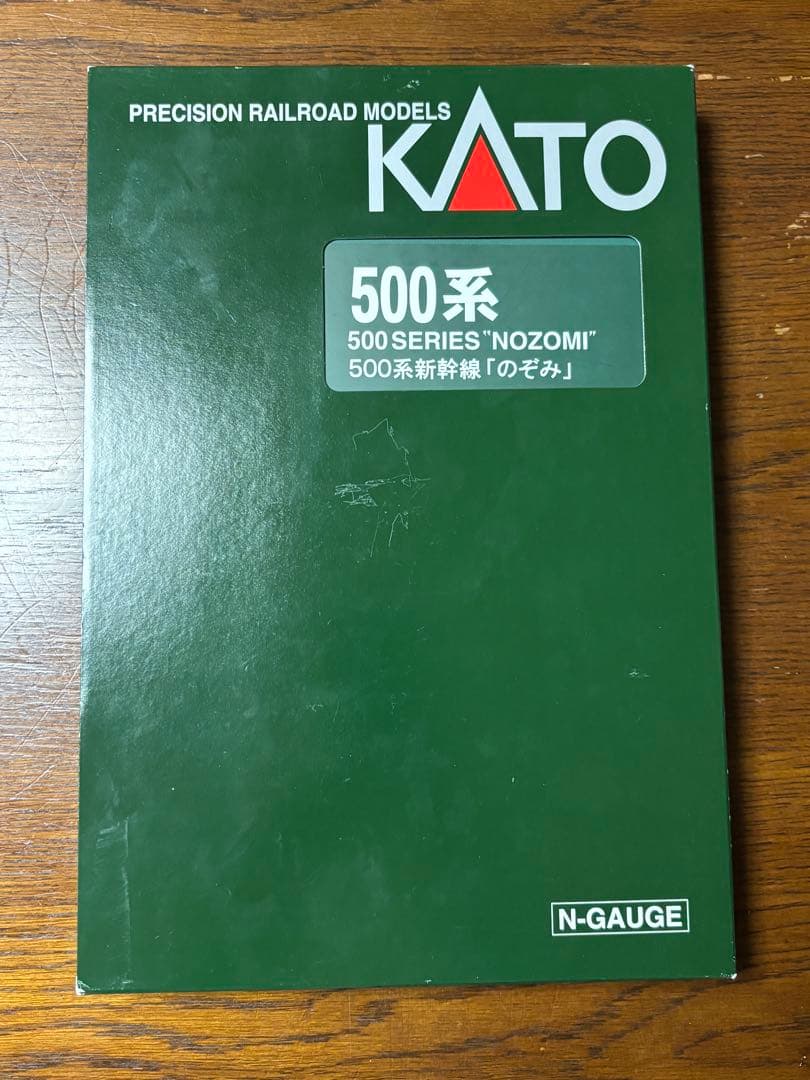 PRECISION RAILROAD MODELS
KATO
500系
500 SERIES "NOZOMI"
500系新幹線「のぞみ」
N-GAUGE